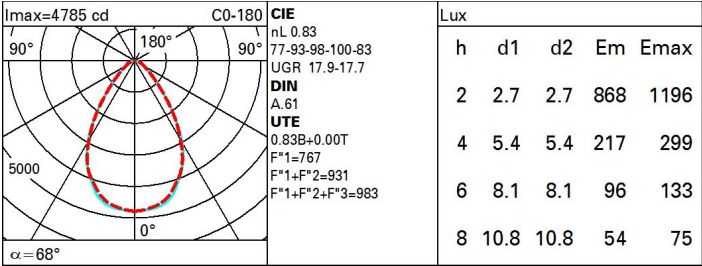 Imax=4785 cd C0-180
90° 180° 90°
5000
0°
α=68°
CIE
nL 0.83
77-93-98-100-83
UGR 17.9-17.7
DIN
A.61
UTE
0.83B+0.00T
F"1=767
F"1+F"2=931
F"1+F"2+F"3=983
Lux
h d1 d2 Em Emax
2 2.7 2.7 868 1196
4 5.4 5.4 217 299
6 8.1 8.1 96 133
8 10.8 10.8 54 75